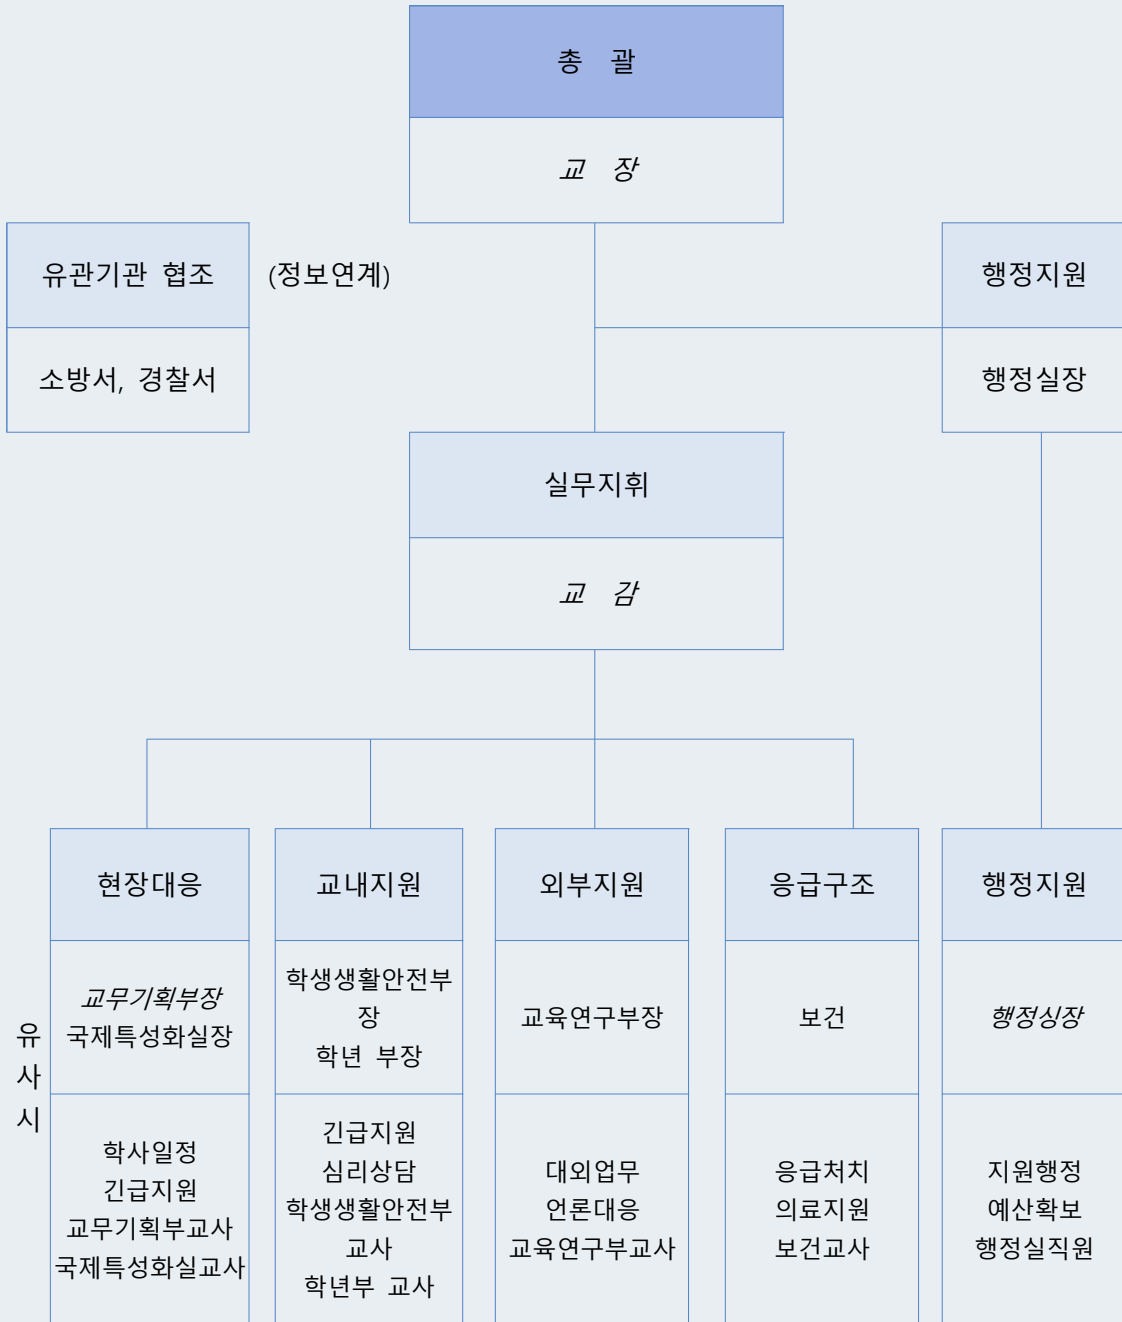 총 괄
교 장
유관기관 협조
(정보연계)
행정지원
소방서, 경찰서
행정실장
실무지휘
교 감
현장대응
교내지원
외부지원
응급구조
행정지원
유
사
시
교무기획부장
국제특성화실장
학생생활안전부
장
학년 부장
교육연구부장
보건
행정싱장
학사일정
긴급지원
교무기획부교사
국제특성화실교사
긴급지원
심리상담
학생생활안전부
교사
학년부 교사
대외업무
언론대응
교육연구부교사
응급처치
의료지원
보건교사
지원행정
예산확보
행정실직원